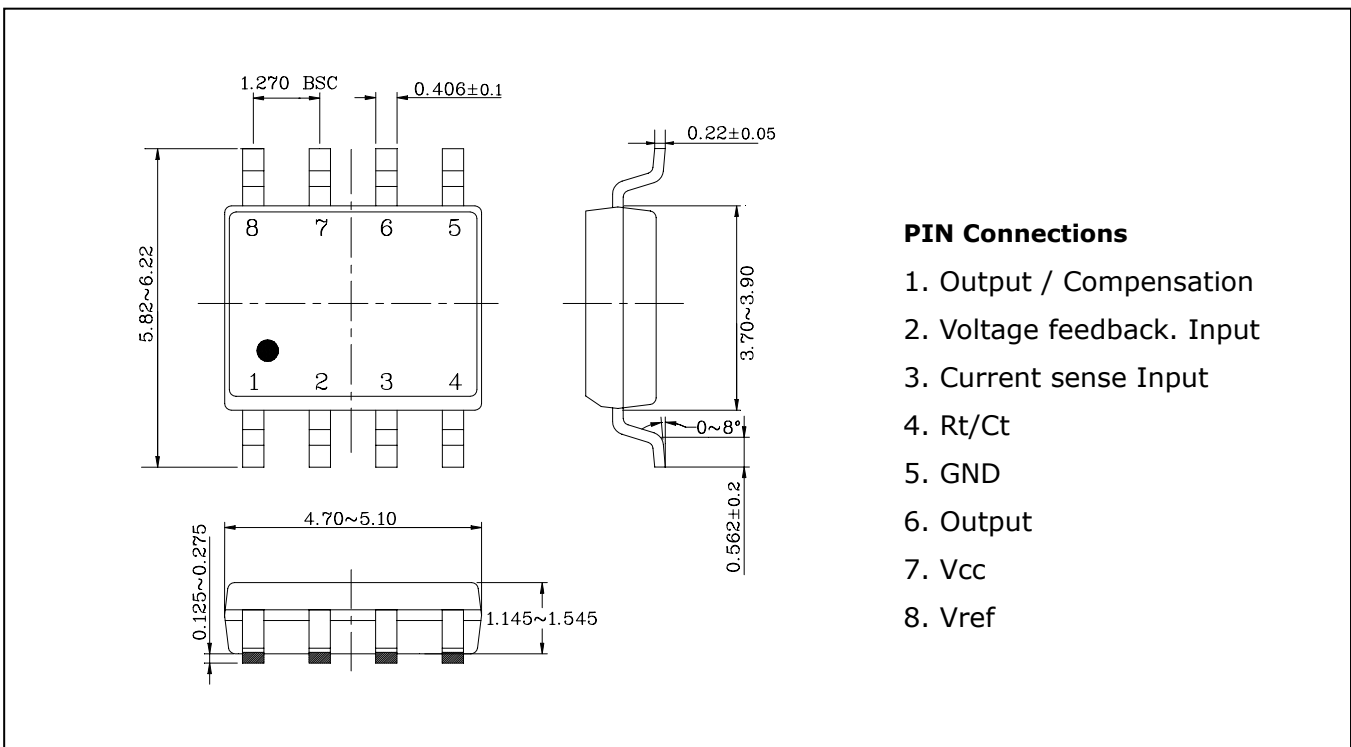 1.270 BSC
0.406±0.1
0.22±0.05
8 7 6 5
5.82~6.22
3.70~3.90
1 2 3 4
0~8°
0.562±0.2
4.70~5.10
0.125~0.275
1.145~1.545
PIN Connections
1. Output / Compensation
2. Voltage feedback. Input
3. Current sense Input
4. Rt/Ct
5. GND
6. Output
7. Vcc
8. Vref